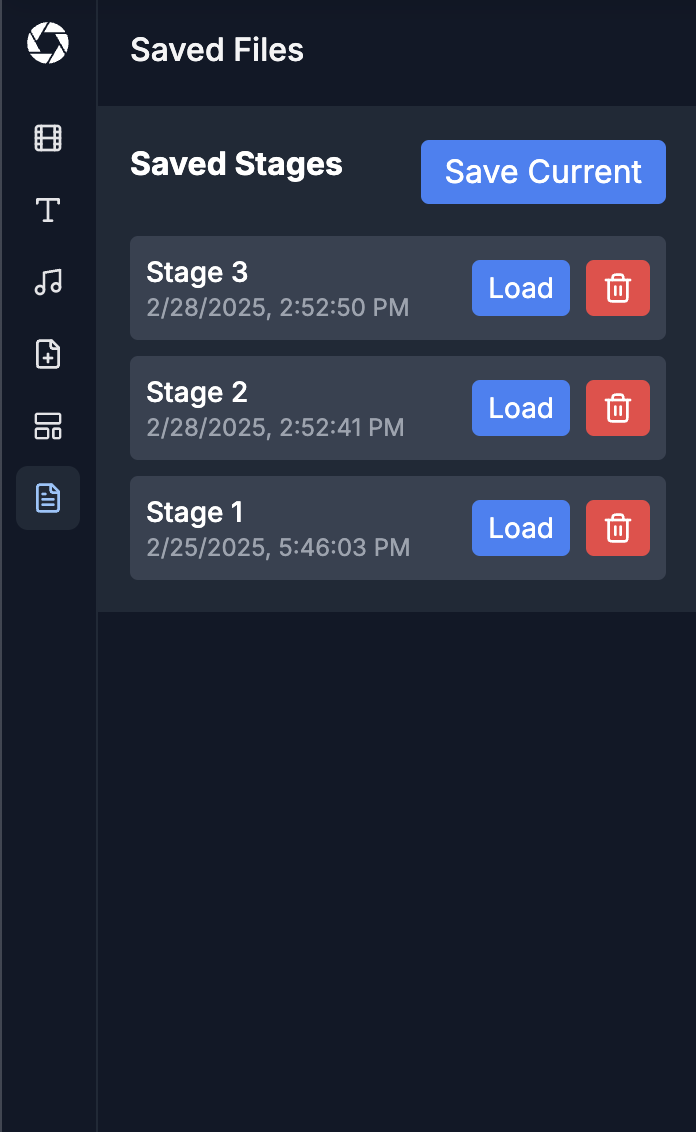 Saved Files
Saved Stages
Save Current
Stage 3
2/28/2025, 2:52:50 PM
Load
Stage 2
2/28/2025, 2:52:41 PM
Load
Stage 1
2/25/2025, 5:46:03 PM
Load